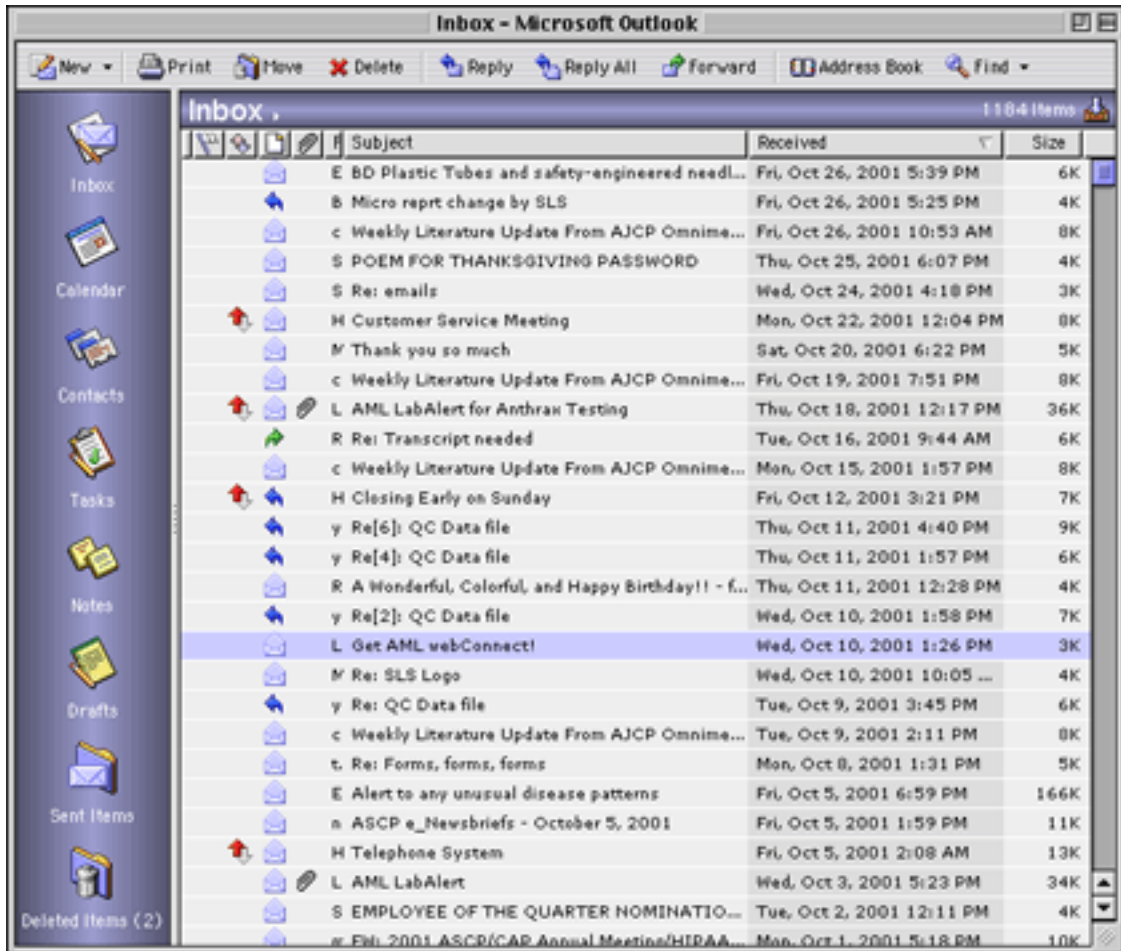 Inbox – Microsoft Outlook
New Print Move Delete Reply Reply All Forward Address Book Find
Inbox 1184 Items
Subject Received Size
E BD Plastic Tubes and safety-engineered needl... Fri, Oct 26, 2001 5:39 PM 6K
B Micro reprt change by SLS Fri, Oct 26, 2001 5:25 PM 4K
c Weekly Literature Update From AJCP Omnime... Fri, Oct 26, 2001 10:53 AM 8K
S POEM FOR THANKSGIVING PASSWORD Thu, Oct 25, 2001 6:07 PM 4K
S Re: emails Wed, Oct 24, 2001 4:18 PM 3K
H Customer Service Meeting Mon, Oct 22, 2001 12:04 PM 8K
Thank you so much Sat, Oct 20, 2001 6:22 PM 5K
c Weekly Literature Update From AJCP Omnime... Fri, Oct 19, 2001 7:51 PM 8K
L AML LabAlert for Anthrax Testing Thu, Oct 18, 2001 12:17 PM 36K
R Re: Transcript needed Tue, Oct 16, 2001 9:44 AM 6K
c Weekly Literature Update From AJCP Omnime... Mon, Oct 15, 2001 1:57 PM 8K
H Closing Early on Sunday Fri, Oct 12, 2001 3:21 PM 7K
y Re[6]: QC Data file Thu, Oct 11, 2001 4:40 PM 9K
y Re[4]: QC Data file Thu, Oct 11, 2001 1:57 PM 6K
R A Wonderful, Colorful, and Happy Birthday!! - f... Thu, Oct 11, 2001 12:28 PM 4K
y Re[2]: QC Data file Wed, Oct 10, 2001 1:58 PM 7K
L Get AML webConnect! Wed, Oct 10, 2001 1:26 PM 3K
Re: SLS Logo Wed, Oct 10, 2001 10:05 ... 4K
y Re: QC Data file Tue, Oct 9, 2001 3:45 PM 6K
c Weekly Literature Update From AJCP Omnime... Tue, Oct 9, 2001 2:11 PM 8K
t. Re: Forms, forms, forms Mon, Oct 8, 2001 1:31 PM 5K
E Alert to any unusual disease patterns Fri, Oct 5, 2001 6:59 PM 166K
n ASCP e_Newsbriefs - October 5, 2001 Fri, Oct 5, 2001 1:59 PM 11K
H Telephone System Fri, Oct 5, 2001 2:08 AM 13K
L AML LabAlert Wed, Oct 3, 2001 5:23 PM 34K
S EMPLOYEE OF THE QUARTER NOMINATIO... Tue, Oct 2, 2001 12:11 PM 4K
FW: 2001 ASCP/CAP Annual Meeting/HIPAA... Mon, Oct 1, 2001 5:18 PM 10K
Inbox
Calendar
Contacts
Tasks
Notes
Drafts
Sent Items
Deleted Items (2)